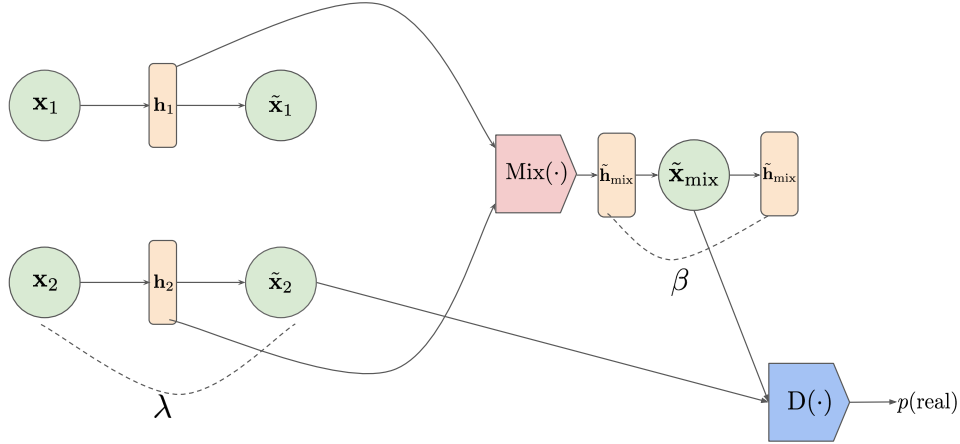 x₁
h₁
x̃₁
Mix(·)
h̃ₘᵢₓ
x̃ₘᵢₓ
h̃ₘᵢₓ
x₂
h₂
x̃₂
β
λ
D(·)
p(real)